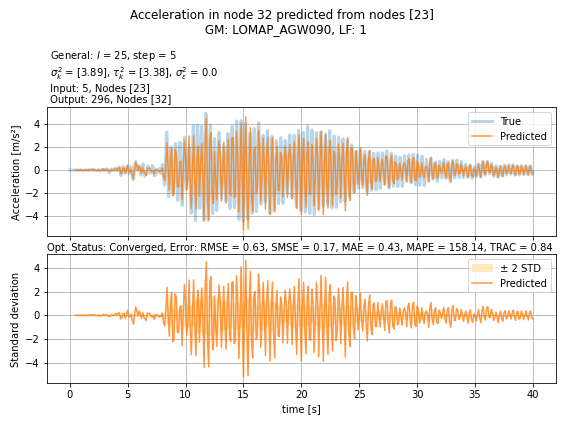 Acceleration in node 32 predicted from nodes [23]
GM: LOMAP_AGW090, LF: 1
General: l = 25, step = 5
σ²ₖ = [3.89], τ²ₖ = [3.38], σ²ε = 0.0
Input: 5, Nodes [23]
Output: 296, Nodes [32]
Acceleration [m/s²]
4
2
0
−2
−4
True
Predicted
Opt. Status: Converged, Error: RMSE = 0.63, SMSE = 0.17, MAE = 0.43, MAPE = 158.14, TRAC = 0.84
Standard deviation
4
2
0
−2
−4
± 2 STD
Predicted
0 5 10 15 20 25 30 35 40
time [s]